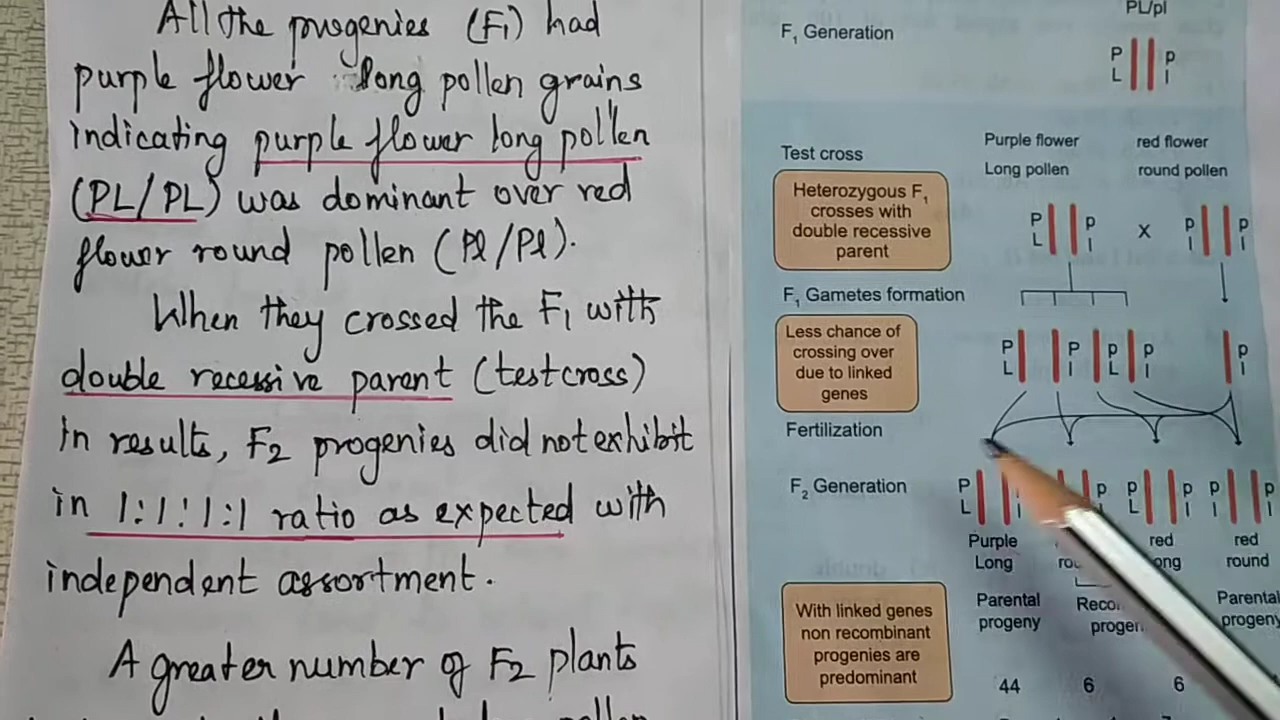 All the progenies (F1) had
purple flower long pollen grains
indicating purple flower long pollen
(PL/PL) was dominant over red
flower round pollen (Pl/Pl).
When they crossed the F1 with
double recessive parent (testcross)
In results, F2 progenies did not exhibit
in 1:1:1:1 ratio as expected with
independent assortment.
A greater number of F2 plants
PL/pl
F1 Generation
P p
L l
Test cross
Purple flower red flower
Long pollen round pollen
Heterozygous F1
crosses with
double recessive
parent
P p x p p
L l l l
F1 Gametes formation
Less chance of
crossing over
due to linked
genes
P P p p p
L l L l l
Fertilization
F2 Generation
P p p p p p
L l L l l l
Purple red red
Long round
Parental Parental
progeny progeny
With linked genes
non recombinant
progenies are
predominant
44 6 6